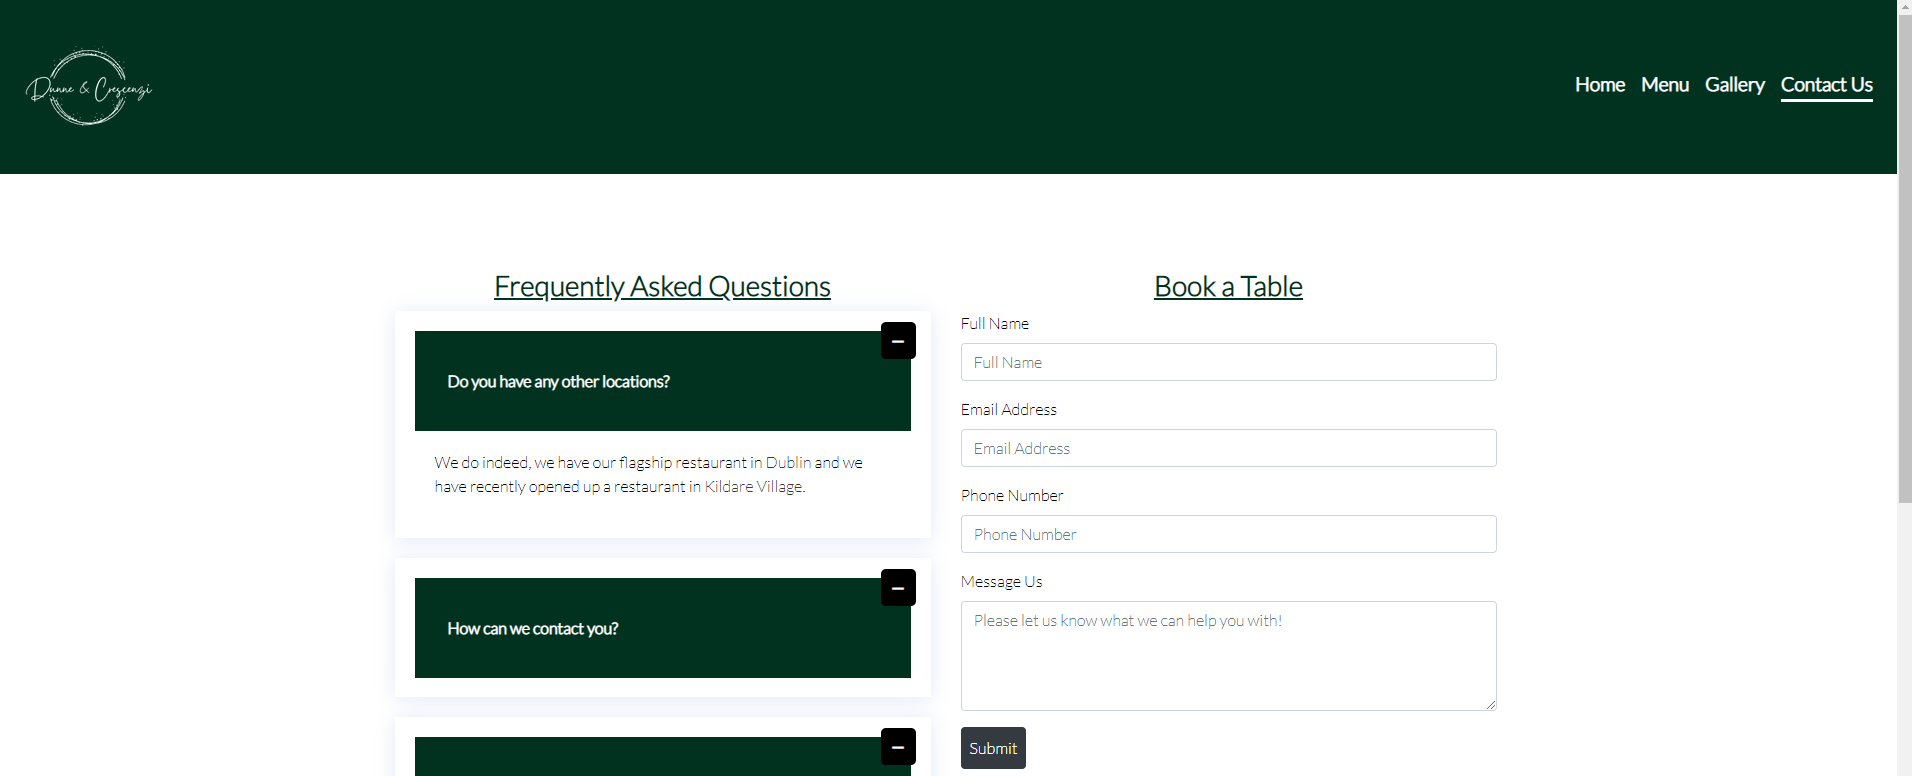 Dunne & Crescenzi
Home Menu Gallery Contact Us
Frequently Asked Questions
Do you have any other locations?
We do indeed, we have our flagship restaurant in Dublin and we
have recently opened up a restaurant in Kildare Village.
How can we contact you?
Book a Table
Full Name
Full Name
Email Address
Email Address
Phone Number
Phone Number
Message Us
Please let us know what we can help you with!
Submit